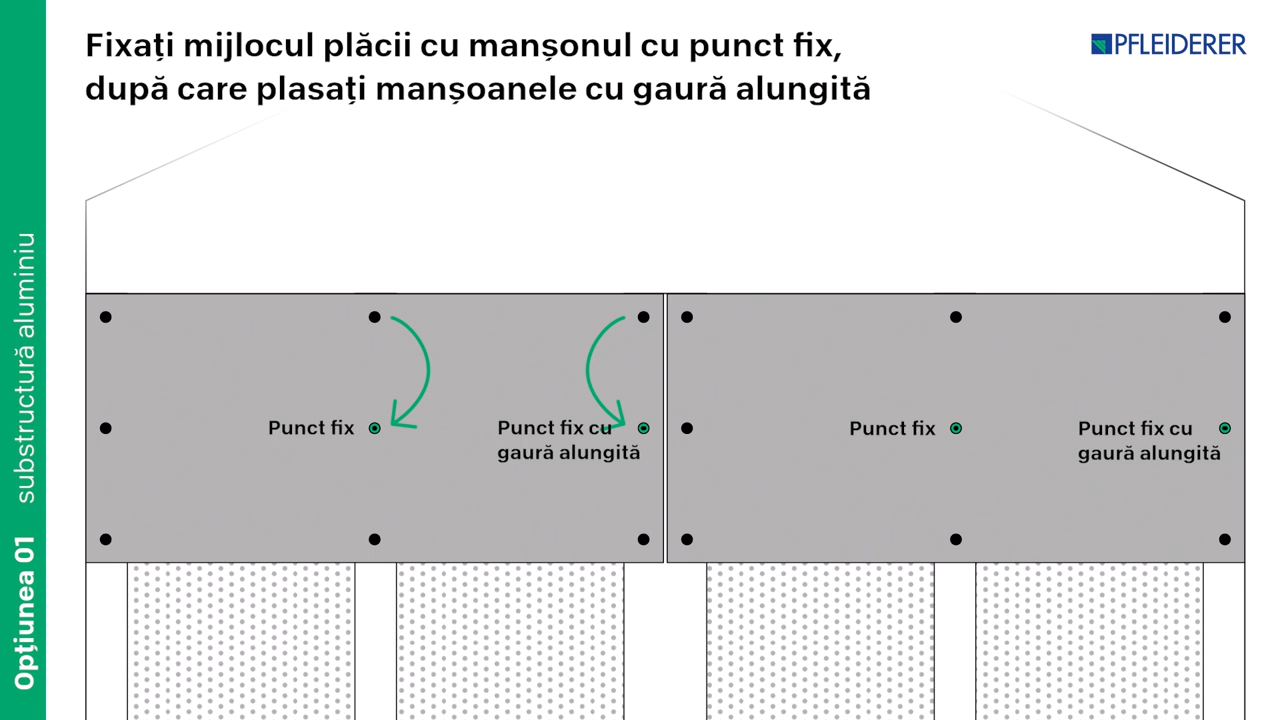 Fixați mijlocul plăcii cu manșonul cu punct fix,
după care plasați manșoanele cu gaură alungită
PFLEIDERER
Opțiunea 01 substructură aluminiu
Punct fix
Punct fix cu
gaură alungită
Punct fix
Punct fix cu
gaură alungită